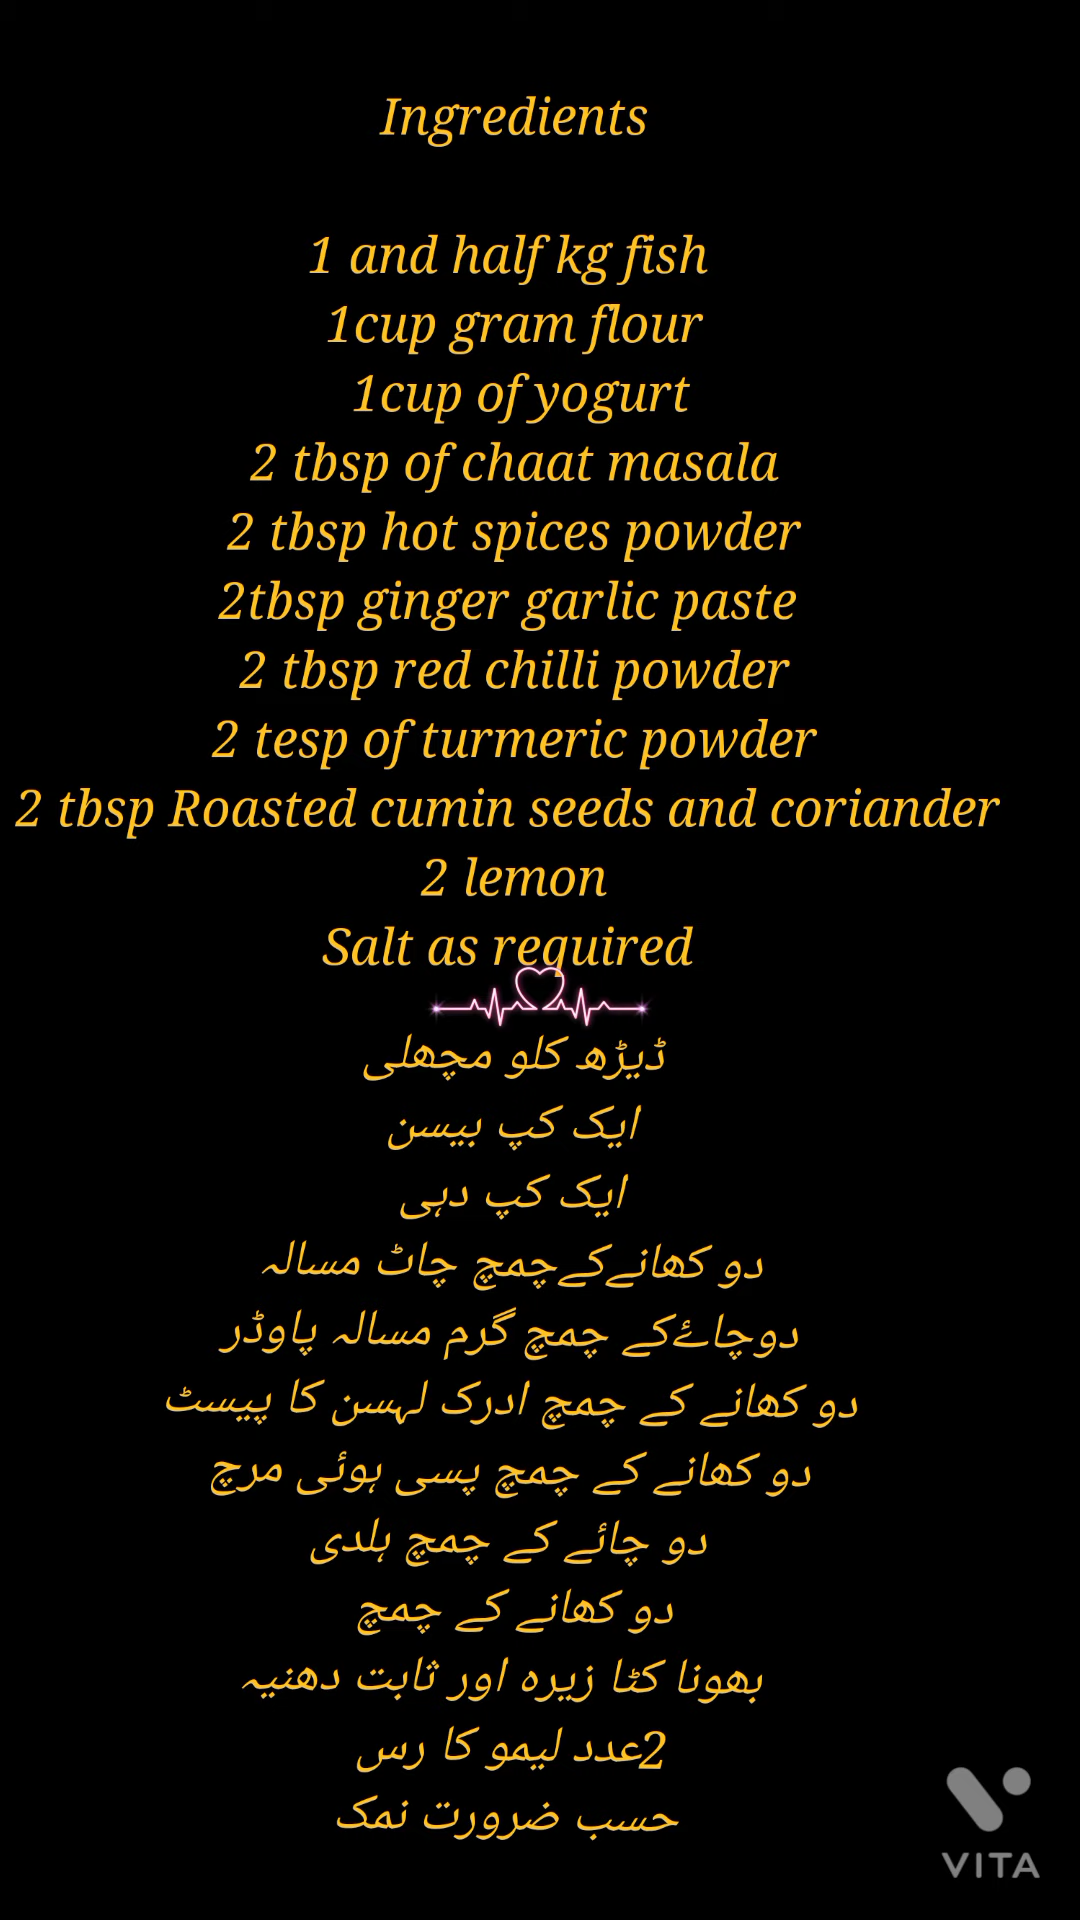 Ingredients
1 and half kg fish
1cup gram flour
1cup of yogurt
2 tbsp of chaat masala
2 tbsp hot spices powder
2tbsp ginger garlic paste
2 tbsp red chilli powder
2 tesp of turmeric powder
2 tbsp Roasted cumin seeds and coriander
2 lemon
Salt as required
ڈیڑھ کلو مچھلی
ایک کپ بیسن
ایک کپ دہی
دو کھانےکےچمچ چاٹ مسالہ
دوچاۓکے چمچ گرم مسالہ پاوڈر
دو کھانے کے چمچ ادرک لہسن کا پیسٹ
دو کھانے کے چمچ پسی ہوئی مرچ
دو چائے کے چمچ ہلدی
دو کھانے کے چمچ
بھونا کٹا زیرہ اور ثابت دھنیہ
2عدد لیمو کا رس
حسب ضرورت نمک
VITA